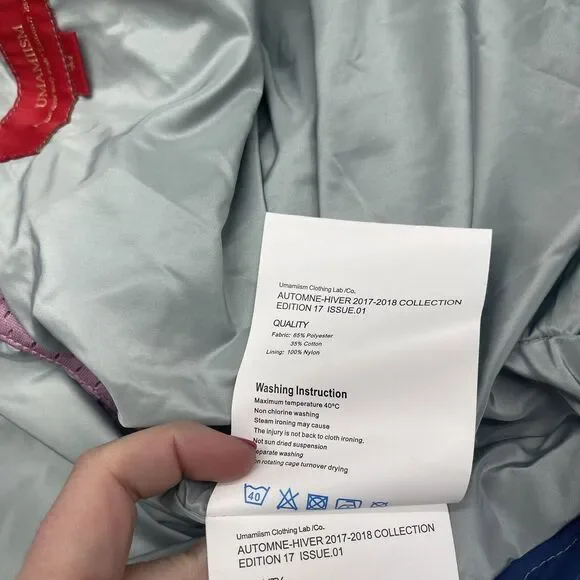 UMAMIISM
Umamiism Clothing Lab /Co.
AUTOMNE-HIVER 2017-2018 COLLECTION
EDITION 17 ISSUE.01
QUALITY
Fabric: 65% Polyester
35% Cotton
Lining: 100% Nylon
Washing Instruction
Maximum temperature 40ºC
Non chlorine washing
Steam ironing may cause
The injury is not back to cloth ironing.
Not sun dried suspension
eparate washing
on rotating cage turnover drying
40
Umamiism Clothing Lab /Co.
AUTOMNE-HIVER 2017-2018 COLLECTION
EDITION 17 ISSUE.01
QUALITY